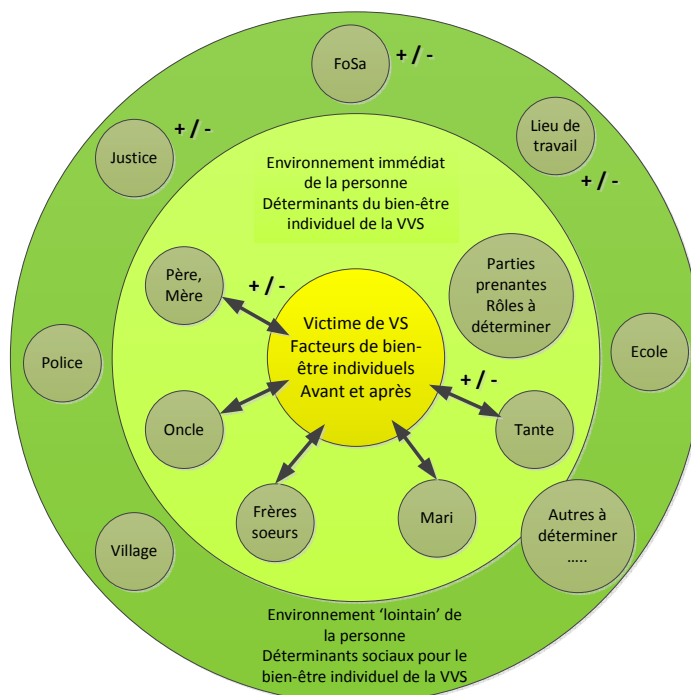 FoSa
+ / -
Justice
+ / -
Lieu de
travail
+ / -
Environnement immédiat
de la personne
Déterminants du bien-être
individuel de la VVS
Père,
Mère
+ / -
Parties
prenantes
Rôles à
déterminer
Victime de VS
Facteurs de bien-
être individuels
Avant et après
Police
Ecole
+ / -
Oncle
Tante
Frères
soeurs
Mari
Village
Autres à
déterminer
…..
Environnement ‘lointain’ de
la personne
Déterminants sociaux pour le
bien-être individuel de la VVS